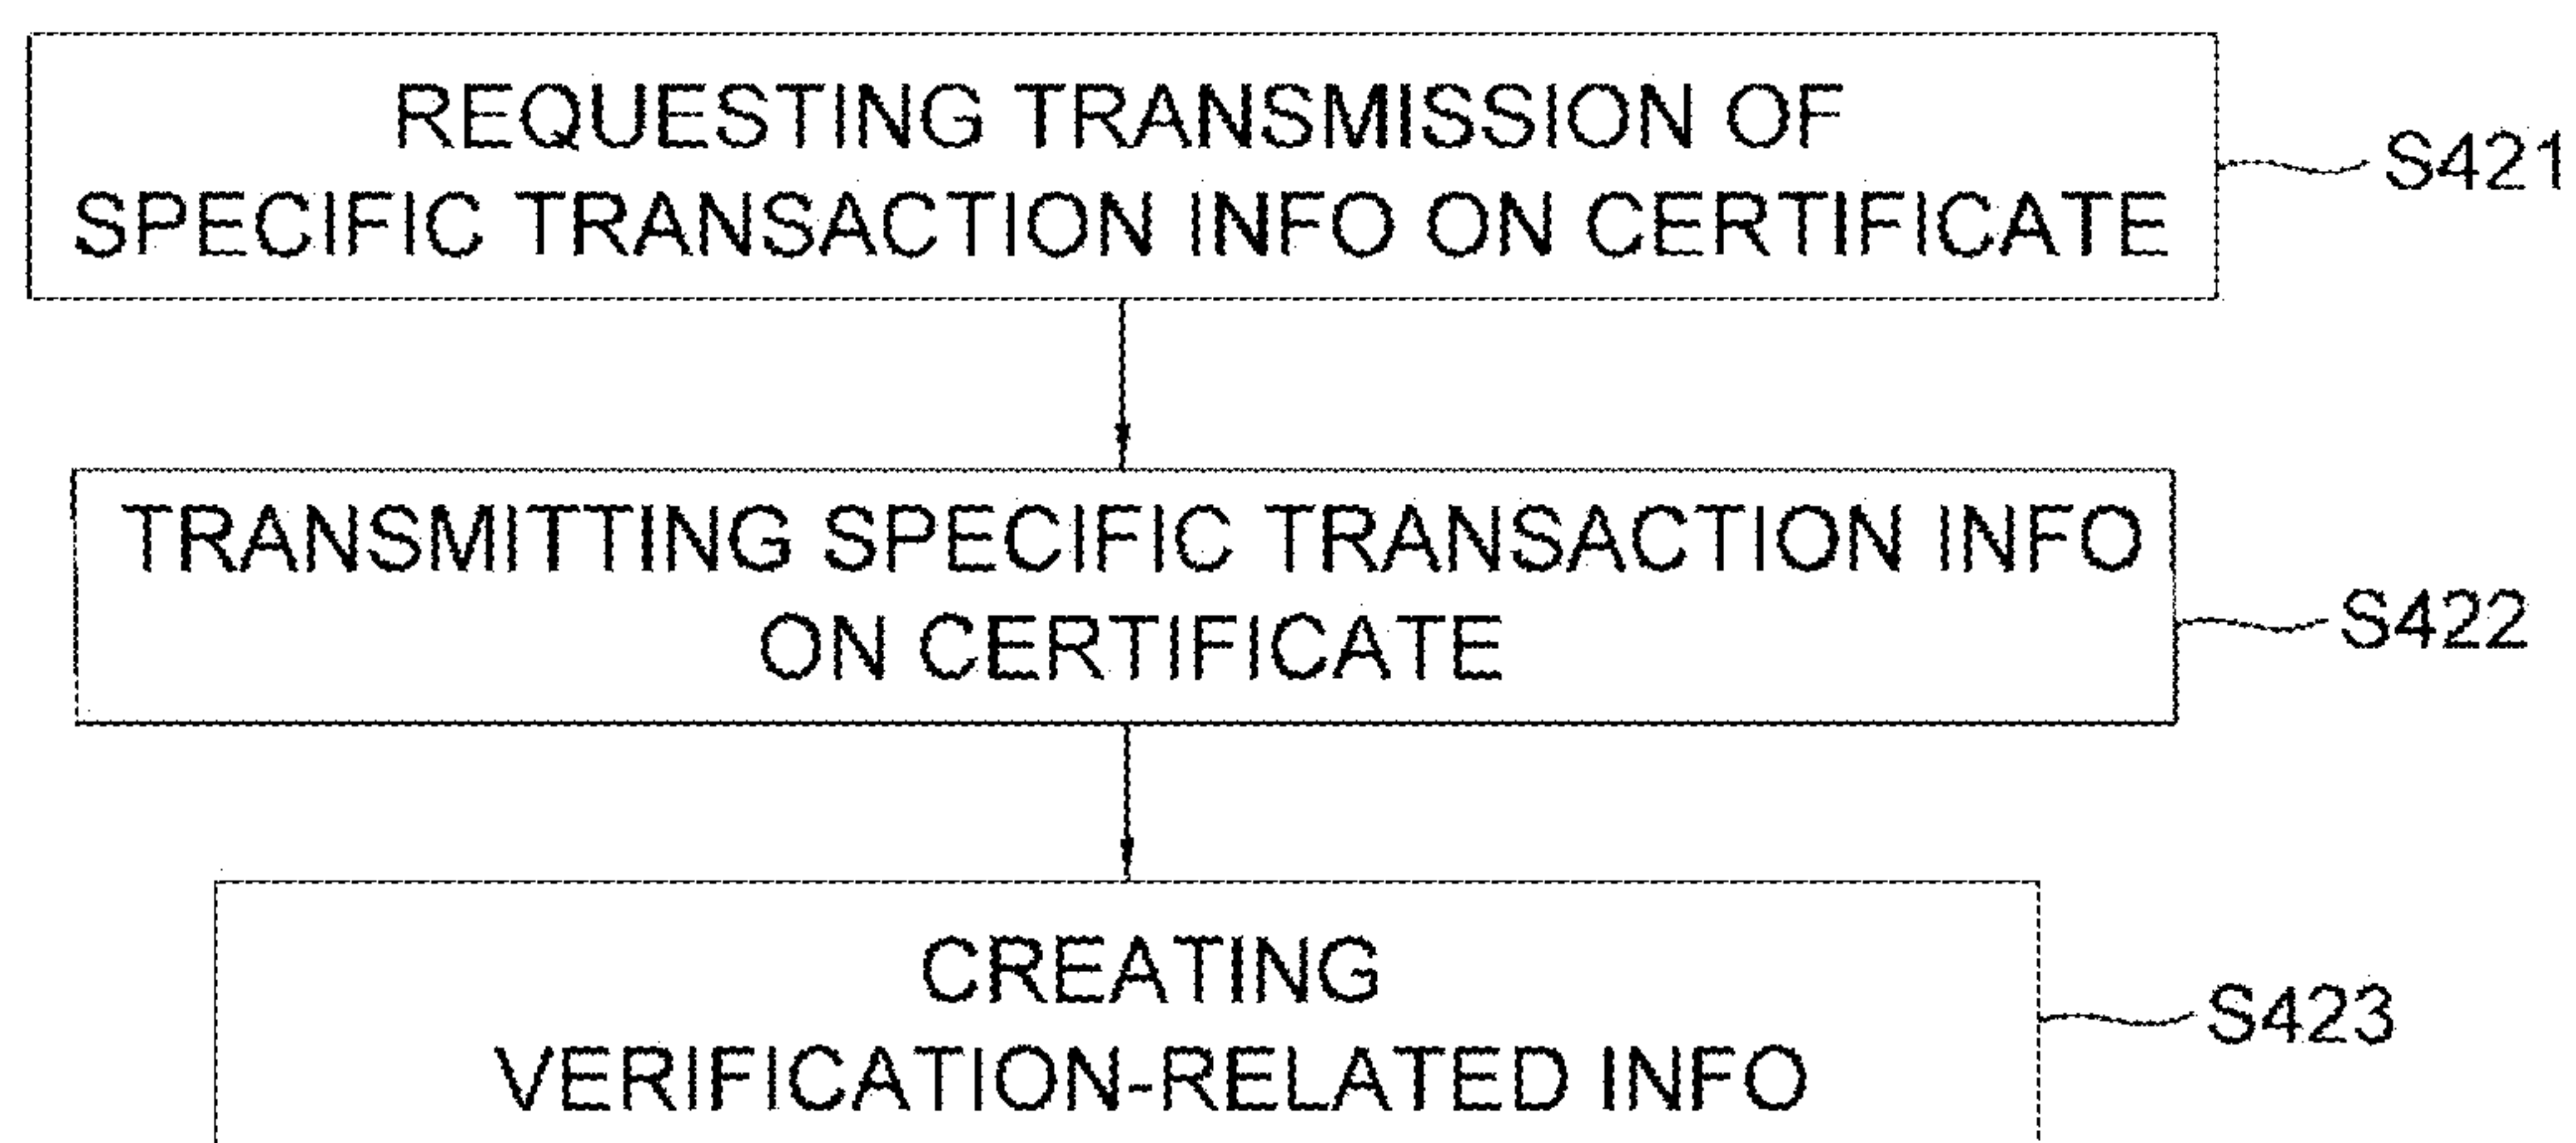 REQUESTING TRANSMISSION OF
SPECIFIC TRANSACTION INFO ON CERTIFICATE
S421
TRANSMITTING SPECIFIC TRANSACTION INFO
ON CERTIFICATE
S422
CREATING
VERIFICATION-RELATED INFO
S423